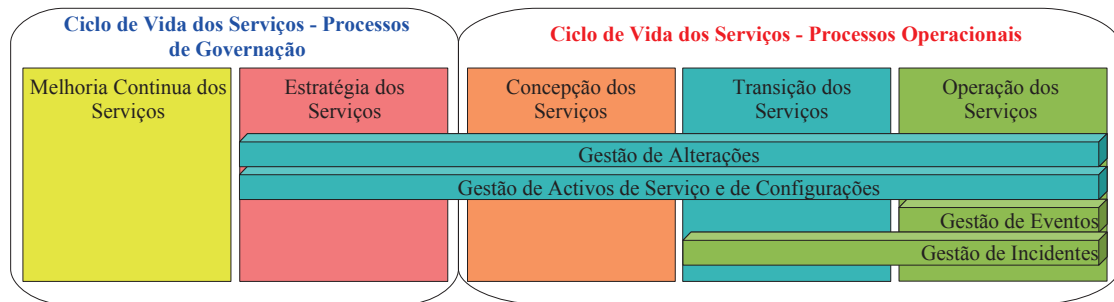 Ciclo de Vida dos Serviços - Processos
de Governação
Ciclo de Vida dos Serviços - Processos Operacionais
Melhoria Continua dos
Serviços
Estratégia dos
Serviços
Concepção dos
Serviços
Transição dos
Serviços
Operação dos
Serviços
Gestão de Alterações
Gestão de Activos de Serviço e de Configurações
Gestão de Eventos
Gestão de Incidentes